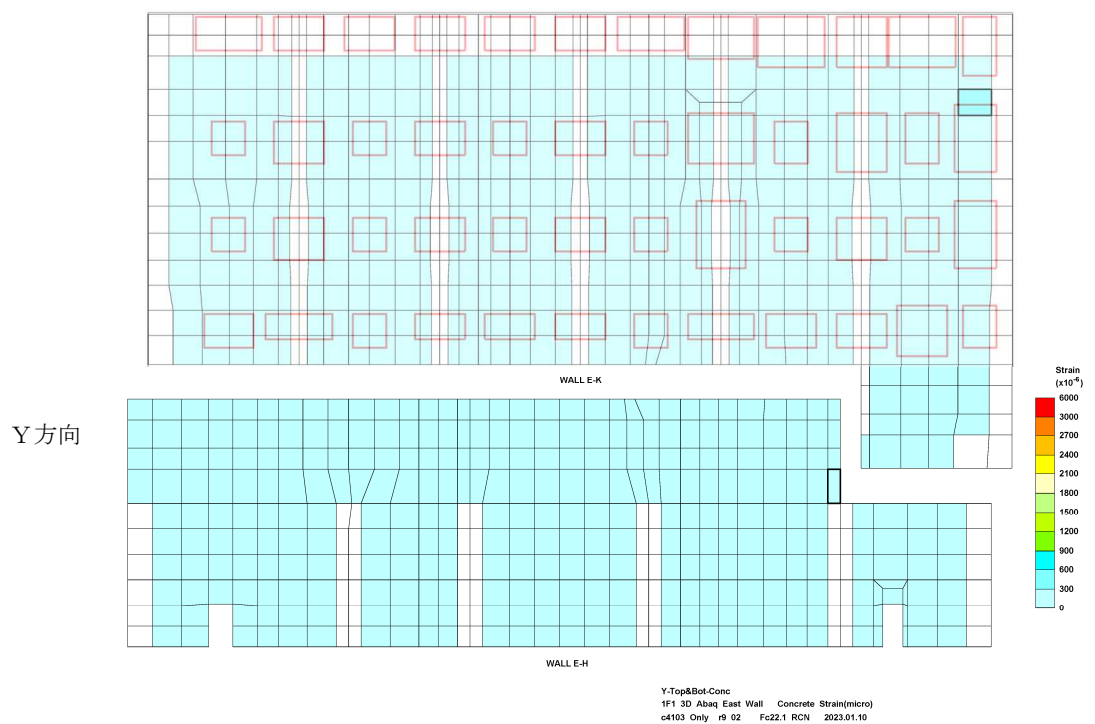 WALL E-K
Y方向
Strain
(x10⁻⁶)
6000
3000
2700
2400
2100
1800
1500
1200
900
600
300
0
WALL E-H
Y-Top&Bot-Conc
1F1 3D Abaq East Wall Concrete Strain(micro)
c4103 Only r9 02 Fc22.1 RCN 2023.01.10